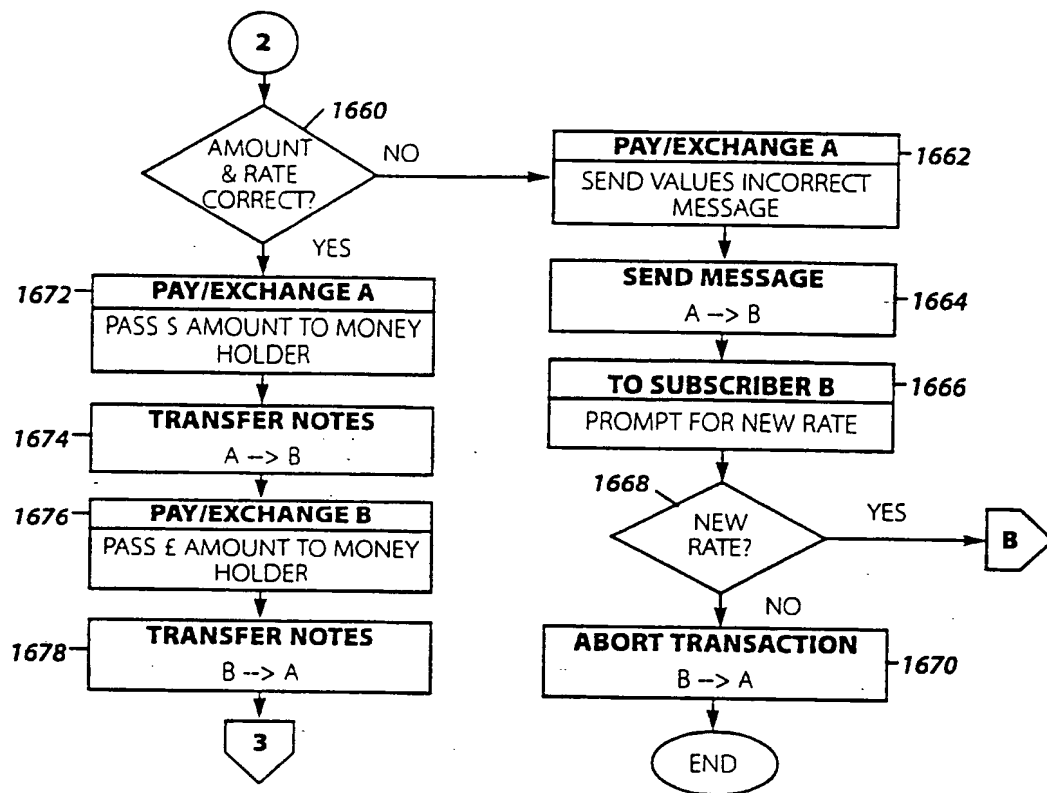 2
1660
AMOUNT
& RATE
CORRECT?
NO
YES
PAY/EXCHANGE A
1662
SEND VALUES INCORRECT
MESSAGE
SEND MESSAGE
1664
A --> B
TO SUBSCRIBER B
1666
PROMPT FOR NEW RATE
1668
NEW
RATE?
YES
B
NO
ABORT TRANSACTION
1670
B --> A
END
1672
PAY/EXCHANGE A
PASS $ AMOUNT TO MONEY
HOLDER
TRANSFER NOTES
1674
A --> B
1676
PAY/EXCHANGE B
PASS £ AMOUNT TO MONEY
HOLDER
TRANSFER NOTES
1678
B --> A
3